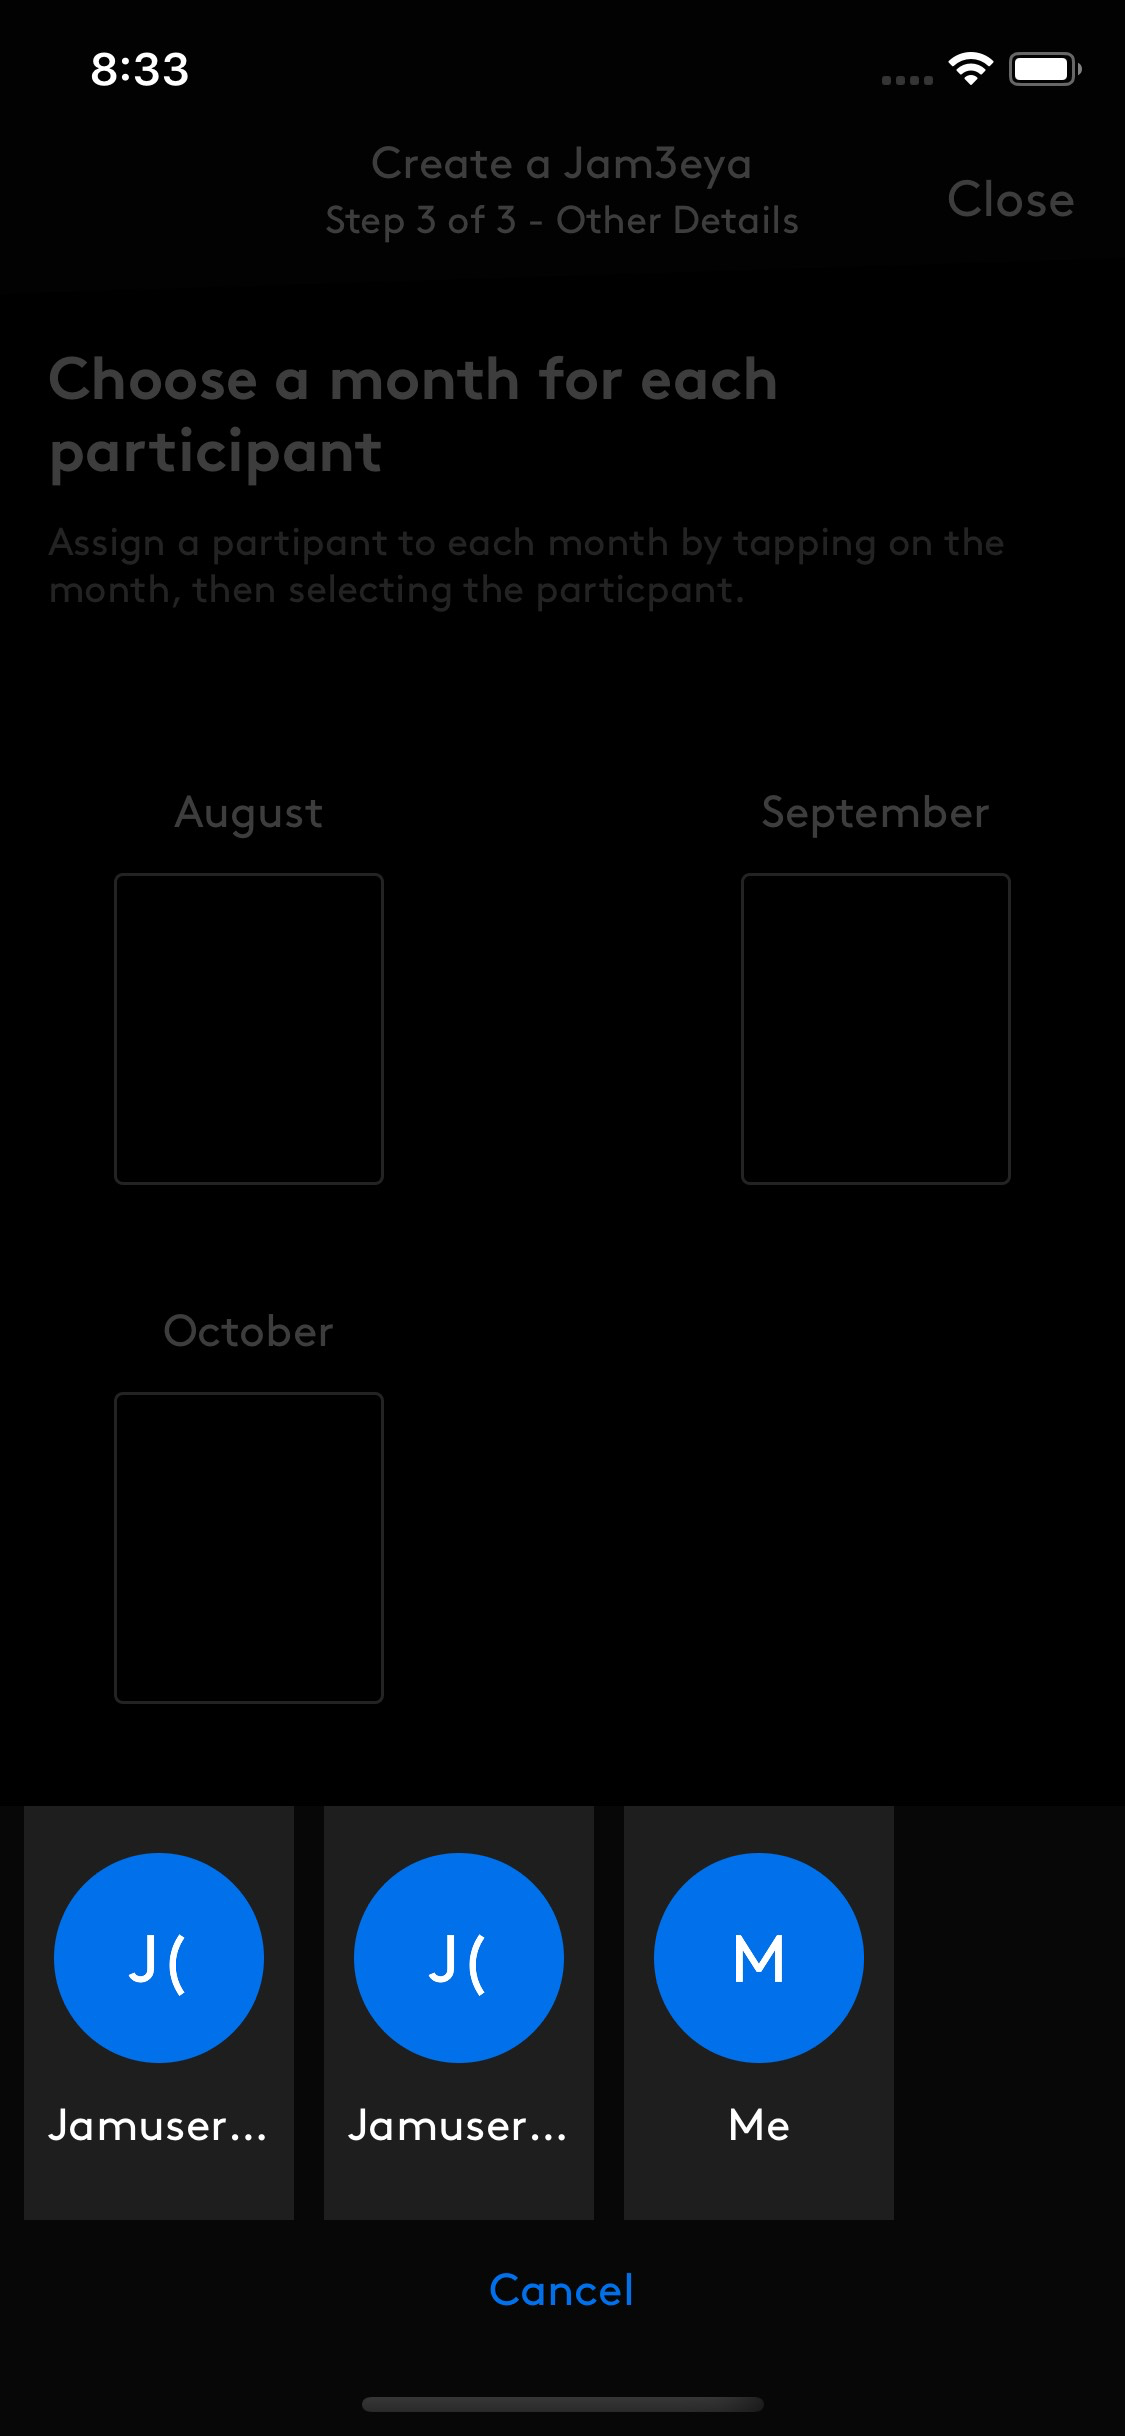 8:33
Create a Jam3eya
Step 3 of 3 - Other Details
Close
Choose a month for each
participant
Assign a partipant to each month by tapping on the
month, then selecting the particpant.
August
September
October
J(
J(
M
Jamuser...
Jamuser...
Me
Cancel